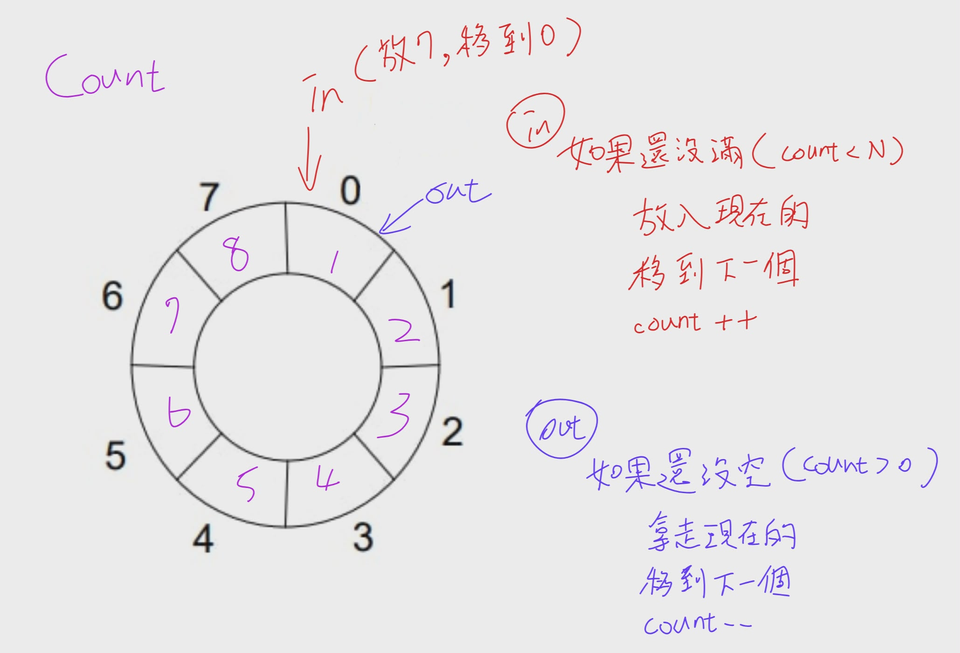 Count
in (放7,移到0)
out
7
0
6
1
5
2
4
3
8
1
7
2
6
3
5
4
in
如果還沒滿(count<N)
放入現在的
移到下一個
count ++
out
如果還沒空(count>0)
拿走現在的
移到下一個
count--